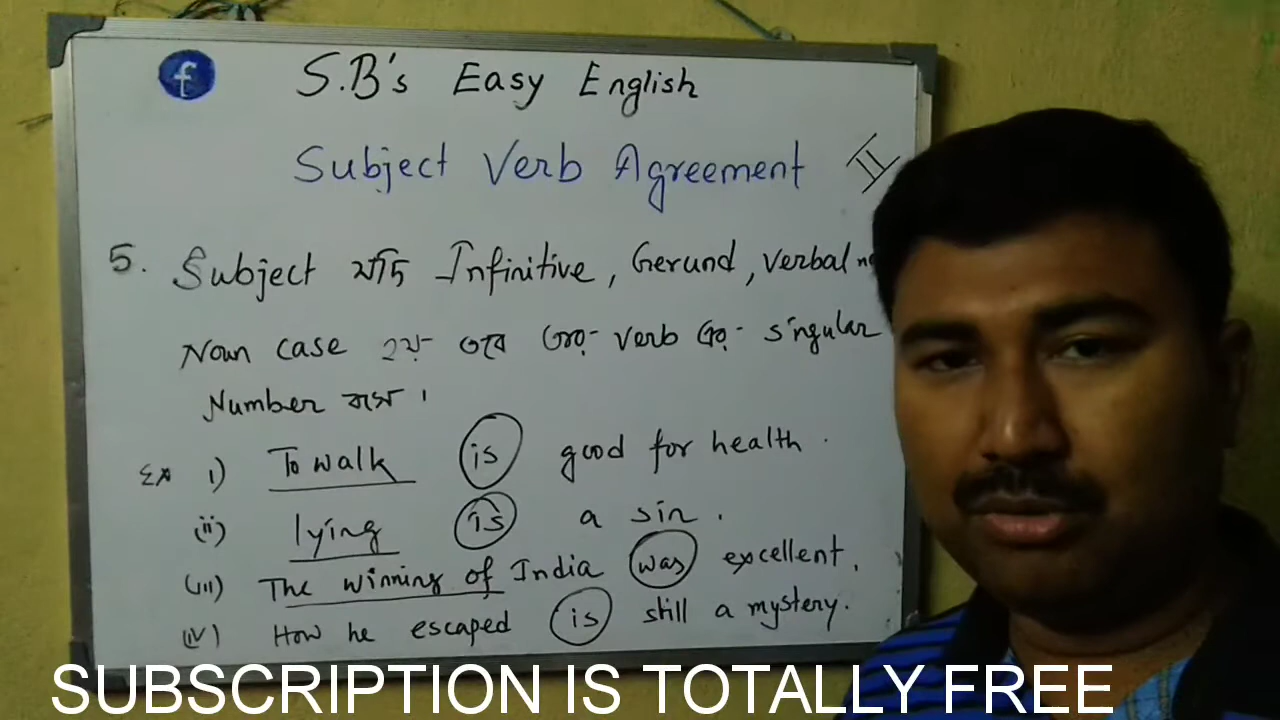 f
S.B's Easy English
Subject Verb Agreement II
5. Subject যদি Infinitive, Gerund, Verbal
Noun case হয় তবে তার verb এর singular
Number বসে।
Ex i) To walk is good for health.
(ii) lying is a sin.
(iii) The winning of India was excellent.
(iv) How he escaped is still a mystery.
SUBSCRIPTION IS TOTALLY FREE